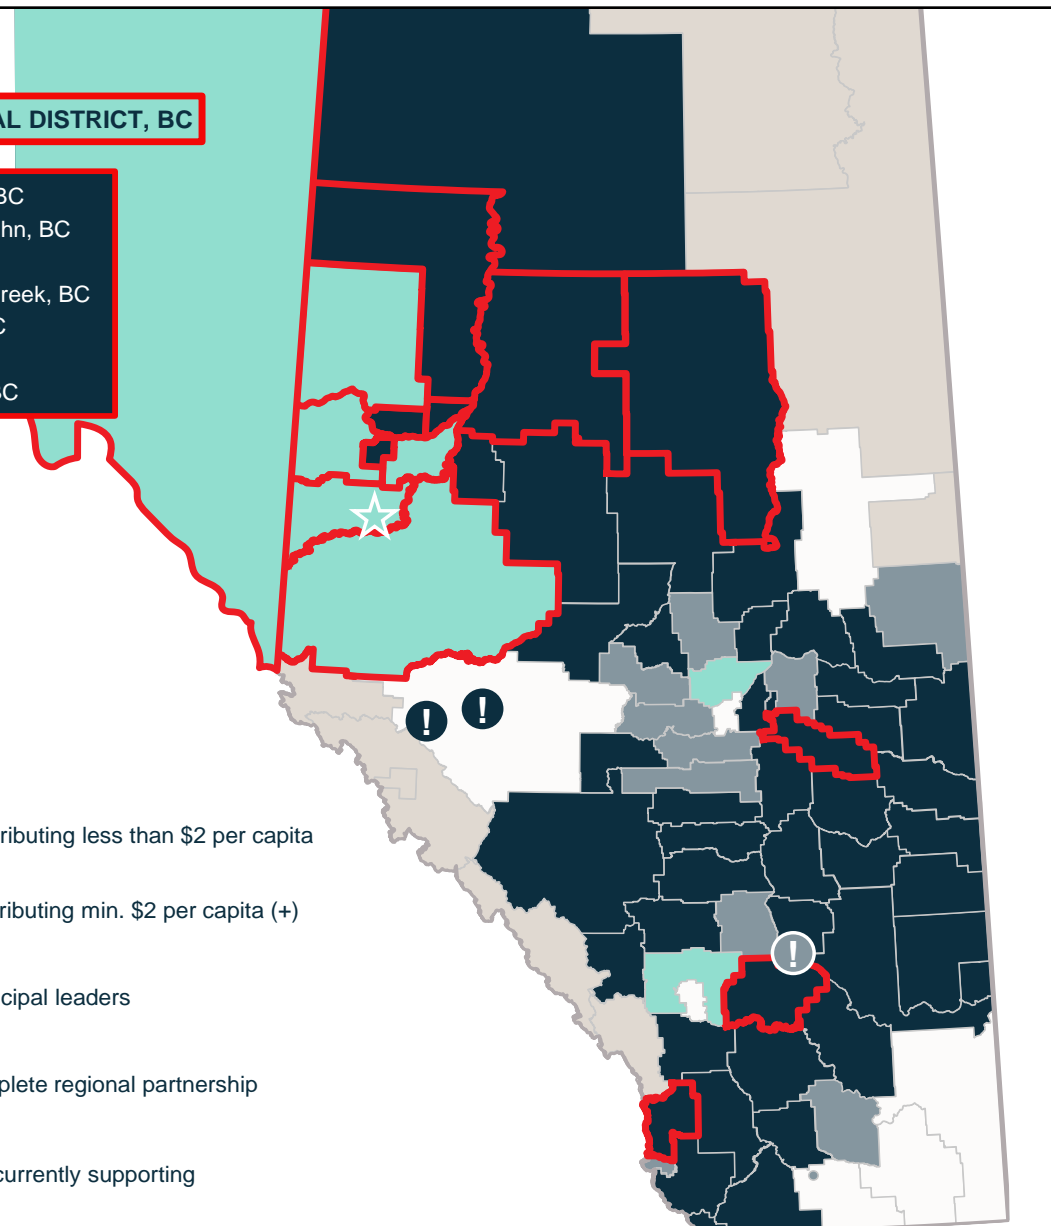 AL DISTRICT, BC
BC
hn, BC
reek, BC
C
BC
!
!
ributing less than $2 per capita
ributing min. $2 per capita (+)
!
cipal leaders
plete regional partnership
currently supporting